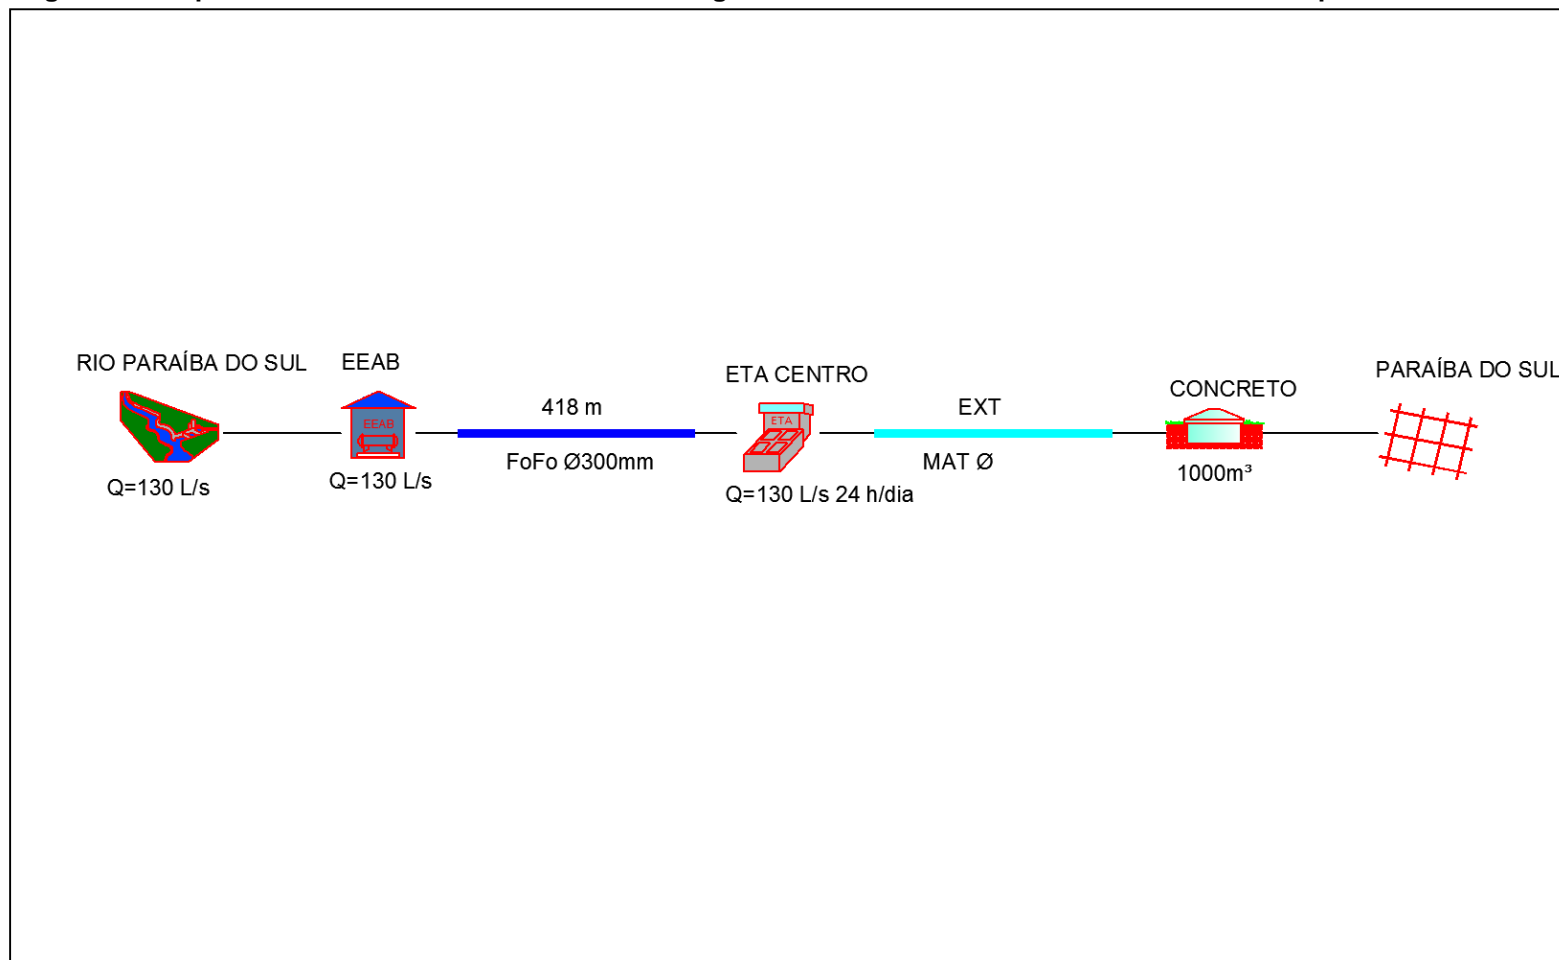 RIO PARAÍBA DO SUL
EEAB
EEAB
Q=130 L/s
Q=130 L/s
418 m
FoFo Ø300mm
ETA CENTRO
ETA
Q=130 L/s 24 h/dia
EXT
MAT Ø
CONCRETO
1000m³
PARAÍBA DO SUL